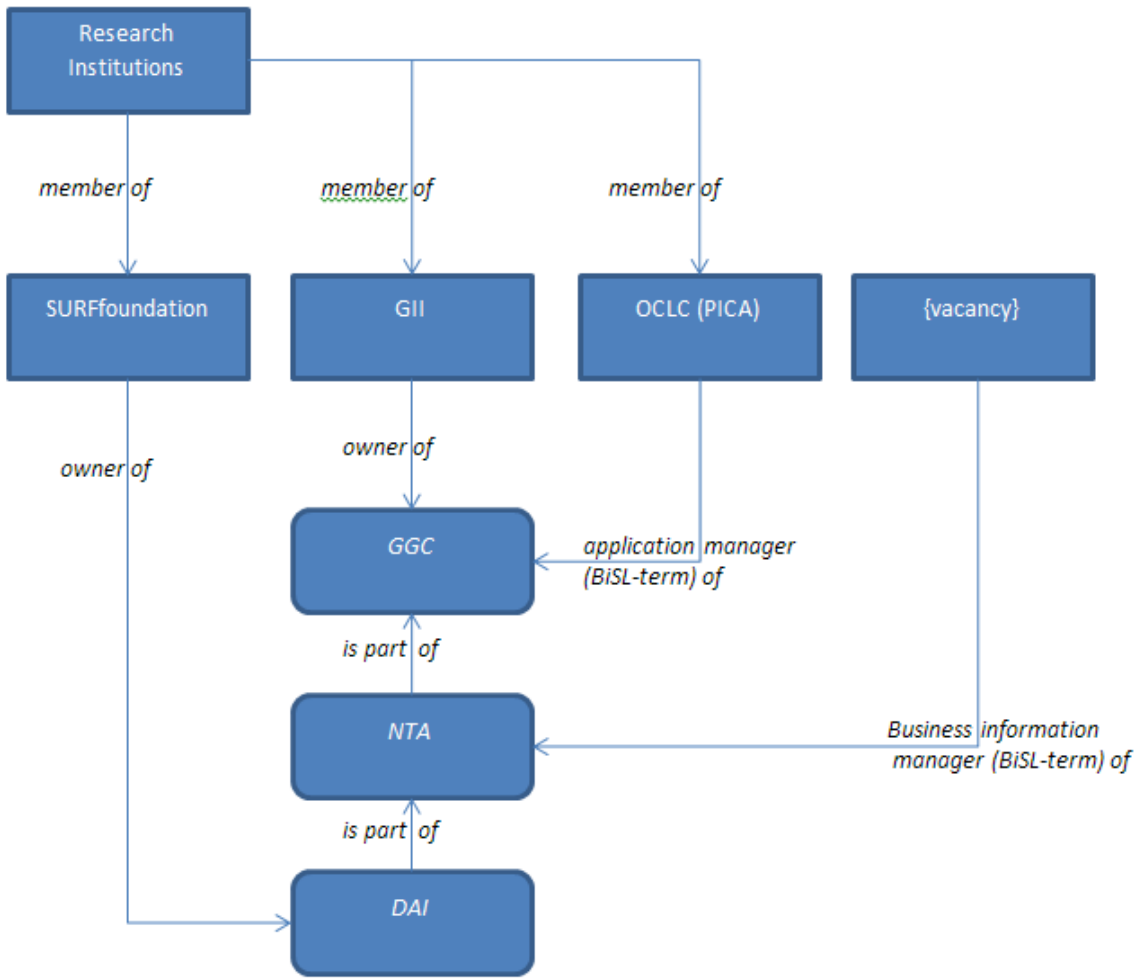 Research
Institutions
member of
member of
member of
SURFfoundation
GII
OCLC (PICA)
{vacancy}
owner of
owner of
GGC
application manager
(BiSL-term) of
is part of
NTA
Business information
manager (BiSL-term) of
is part of
DAI